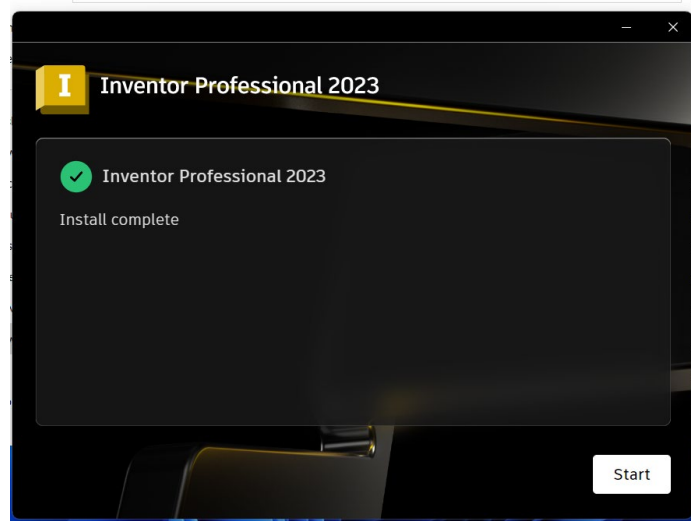 I Inventor Professional 2023
Inventor Professional 2023
Install complete
Start